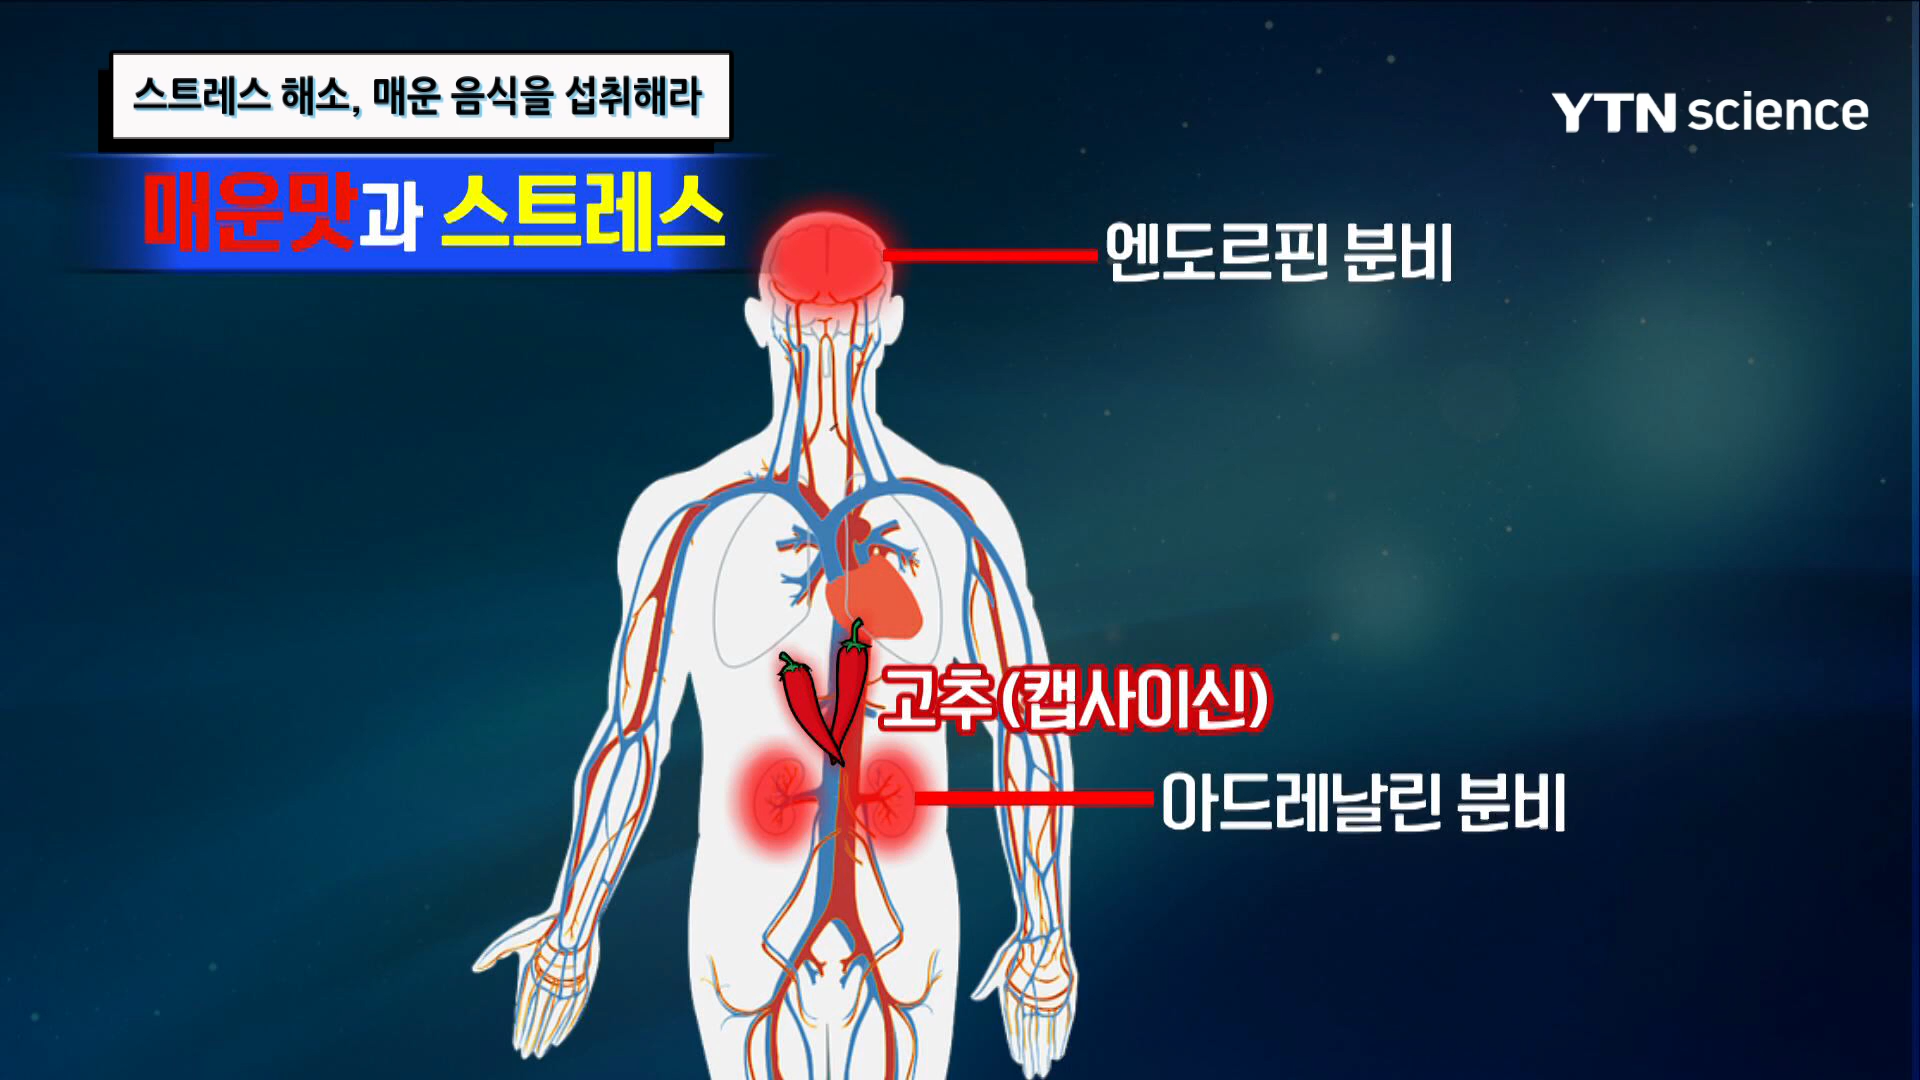 스트레스 해소, 매운 음식을 섭취해라
YTN science
매운맛과 스트레스
엔도르핀 분비
고추(캡사이신)
아드레날린 분비